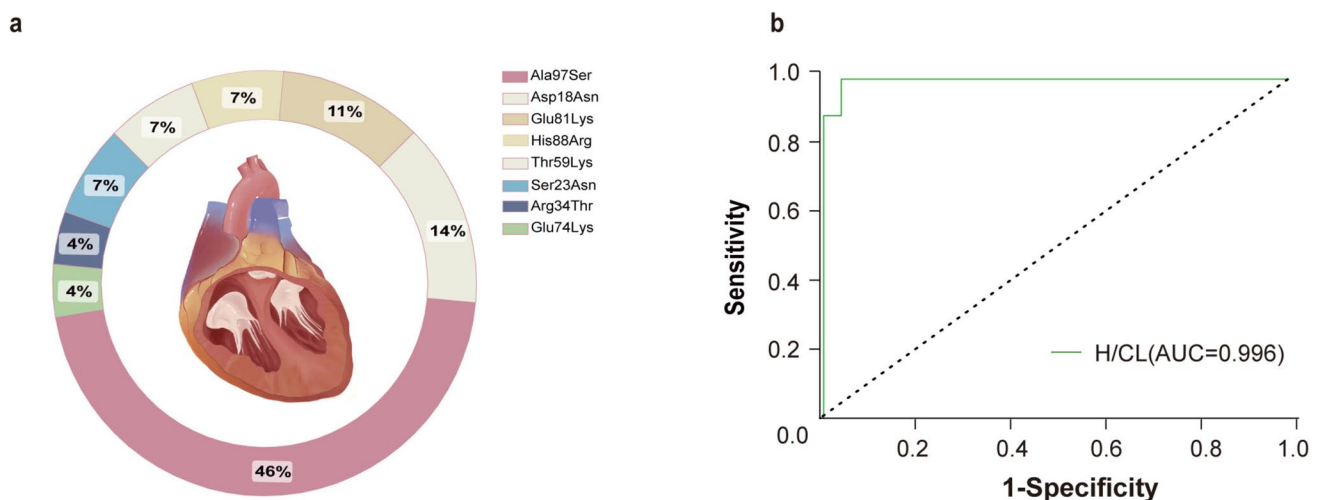 a
7%
11%
7%
7%
14%
4%
4%
46%
Ala97Ser
Asp18Asn
Glu81Lys
His88Arg
Thr59Lys
Ser23Asn
Arg34Thr
Glu74Lys
b
1.0
0.8
0.6
0.4
0.2
0.0
Sensitivity
H/CL(AUC=0.996)
0.2
0.4
0.6
0.8
1.0
1-Specificity